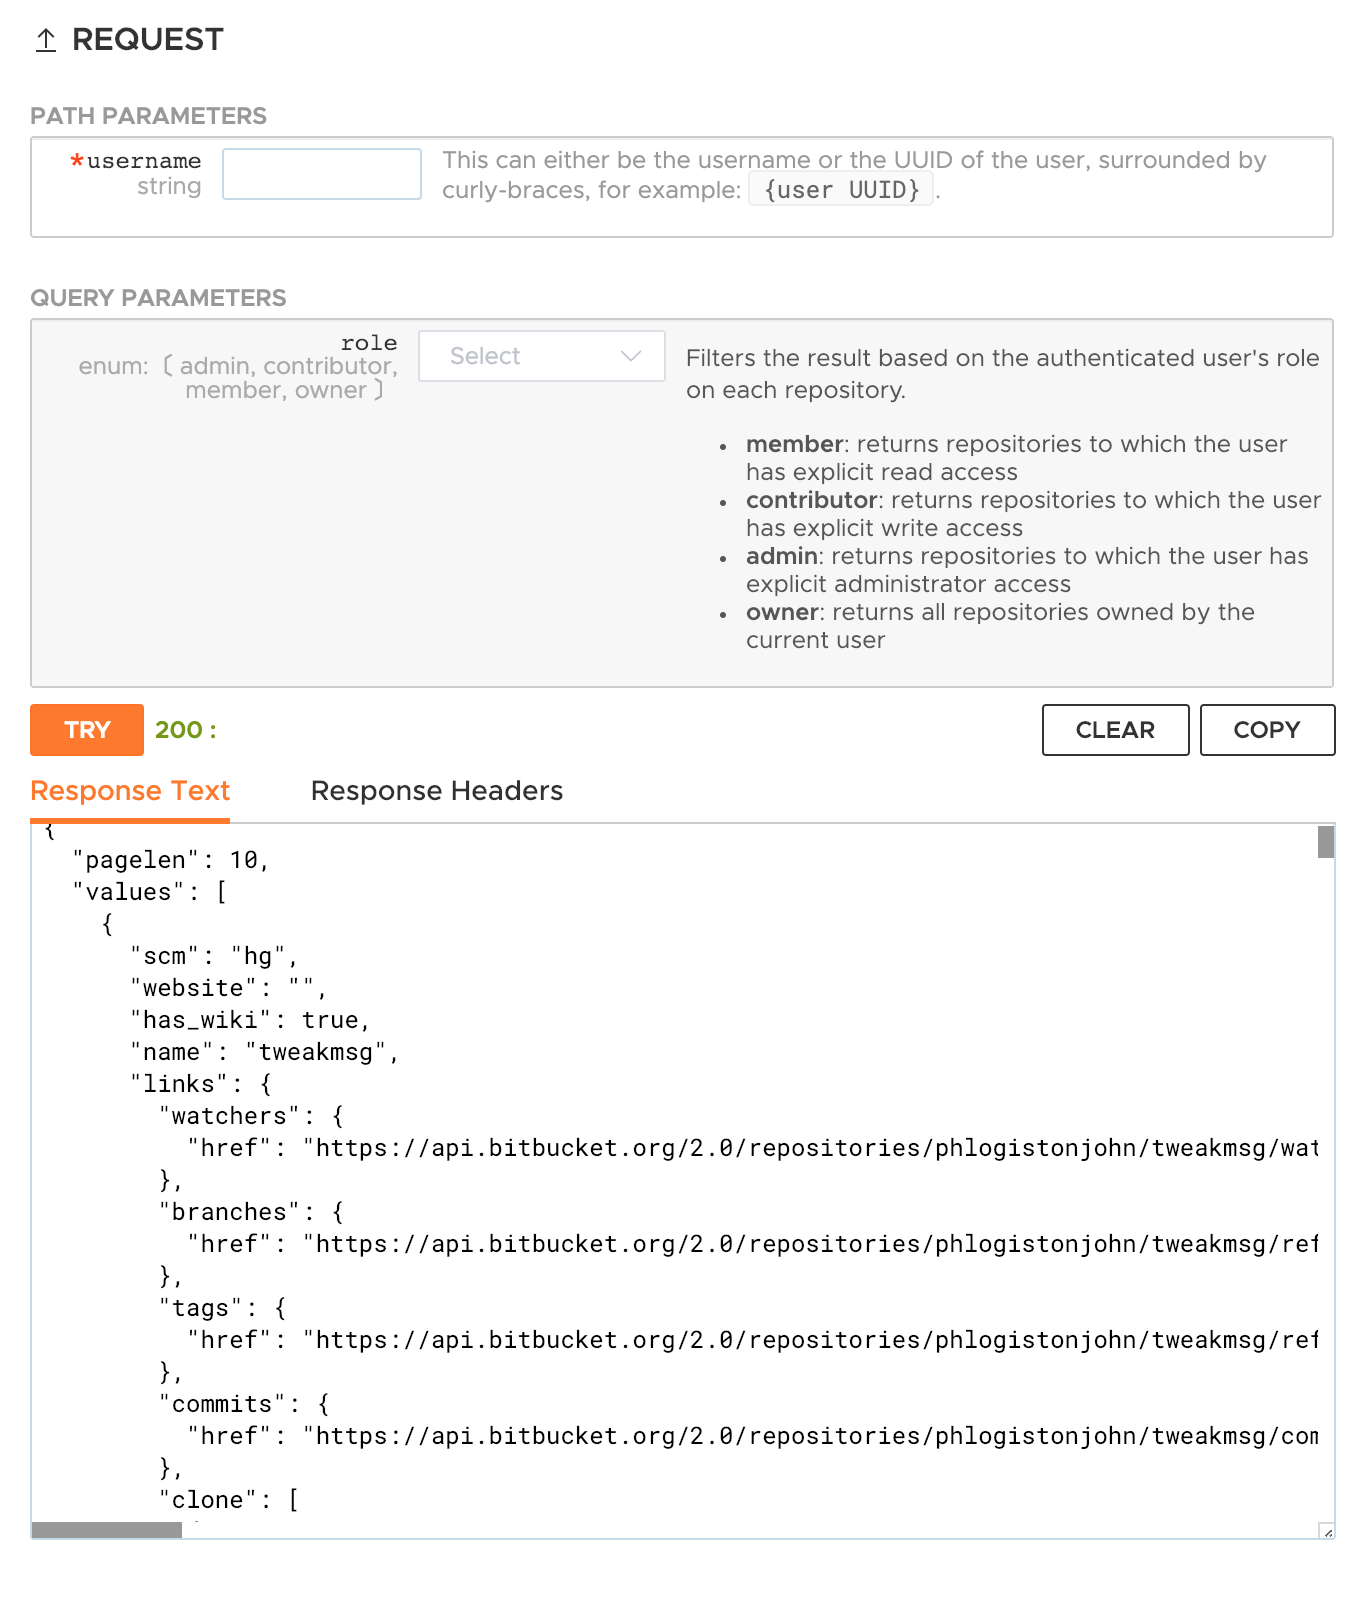 REQUEST
PATH PARAMETERS
*username
string
This can either be the username or the UUID of the user, surrounded by
curly-braces, for example: {user UUID}.
QUERY PARAMETERS
role
enum: 〔 admin, contributor,
member, owner 〕
Select
Filters the result based on the authenticated user's role
on each repository.
• member: returns repositories to which the user
has explicit read access
• contributor: returns repositories to which the user
has explicit write access
• admin: returns repositories to which the user has
explicit administrator access
• owner: returns all repositories owned by the
current user
TRY 200 : CLEAR COPY
Response Text Response Headers
{
  "pagelen": 10,
  "values": [
    {
      "scm": "hg",
      "website": "",
      "has_wiki": true,
      "name": "tweakmsg",
      "links": {
        "watchers": {
          "href": "https://api.bitbucket.org/2.0/repositories/phlogistonjohn/tweakmsg/wat
        },
        "branches": {
          "href": "https://api.bitbucket.org/2.0/repositories/phlogistonjohn/tweakmsg/ref
        },
        "tags": {
          "href": "https://api.bitbucket.org/2.0/repositories/phlogistonjohn/tweakmsg/ref
        },
        "commits": {
          "href": "https://api.bitbucket.org/2.0/repositories/phlogistonjohn/tweakmsg/com
        },
        "clone": [